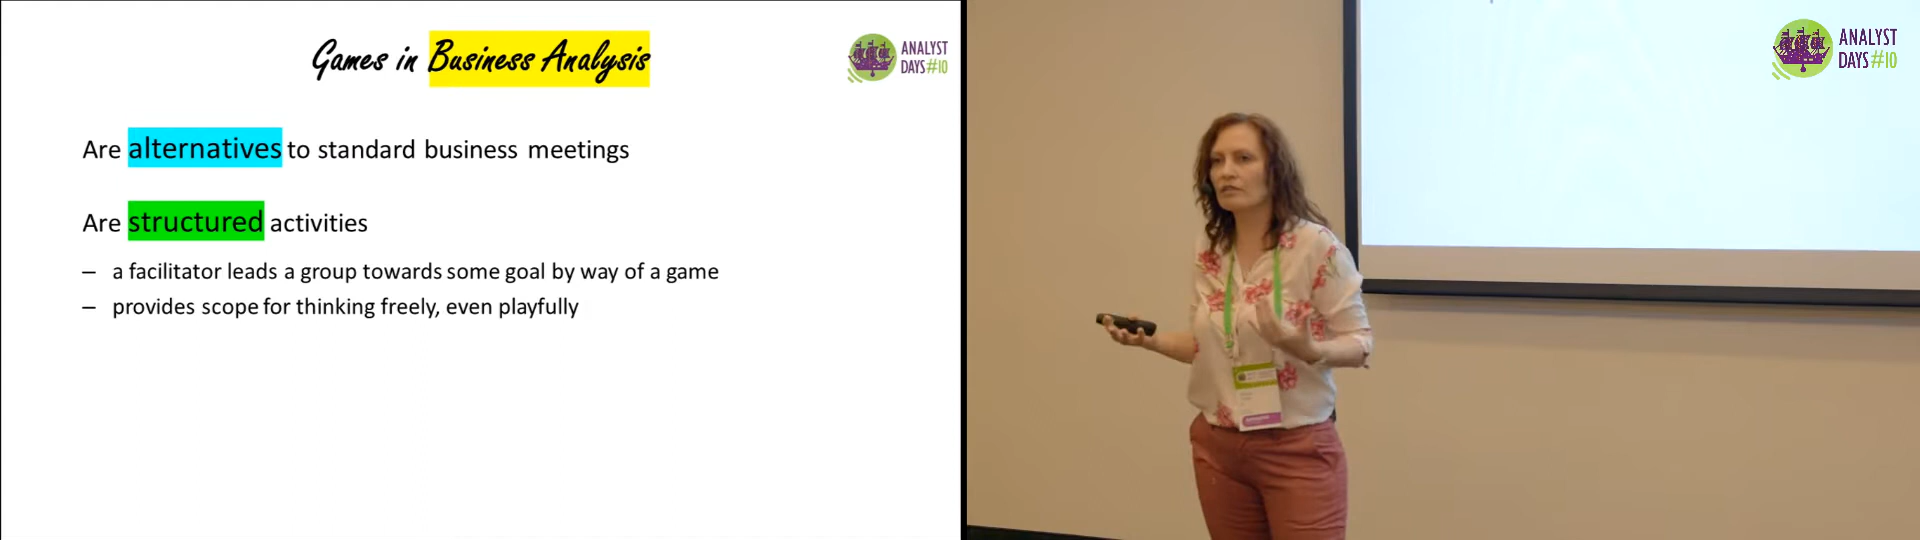 Games in Business Analysis
ANALYST
DAYS#10
Are alternatives to standard business meetings
Are structured activities
– a facilitator leads a group towards some goal by way of a game
– provides scope for thinking freely, even playfully
ANALYST
DAYS#10